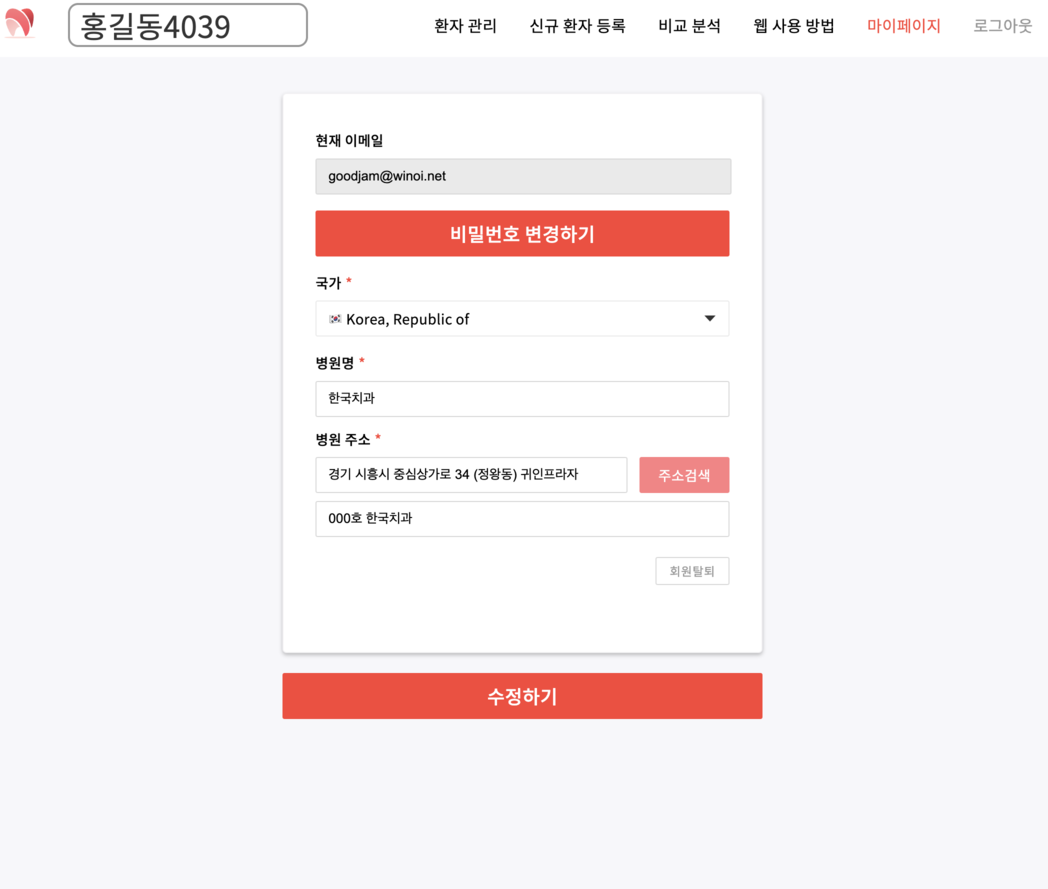 홍길동4039
환자 관리 신규 환자 등록 비교 분석 웹 사용 방법 마이페이지 로그아웃
현재 이메일
goodjam@winoi.net
비밀번호 변경하기
국가 *
Korea, Republic of
병원명 *
한국치과
병원 주소 *
경기 시흥시 중심상가로 34 (정왕동) 귀인프라자 주소검색
000호 한국치과
회원탈퇴
수정하기